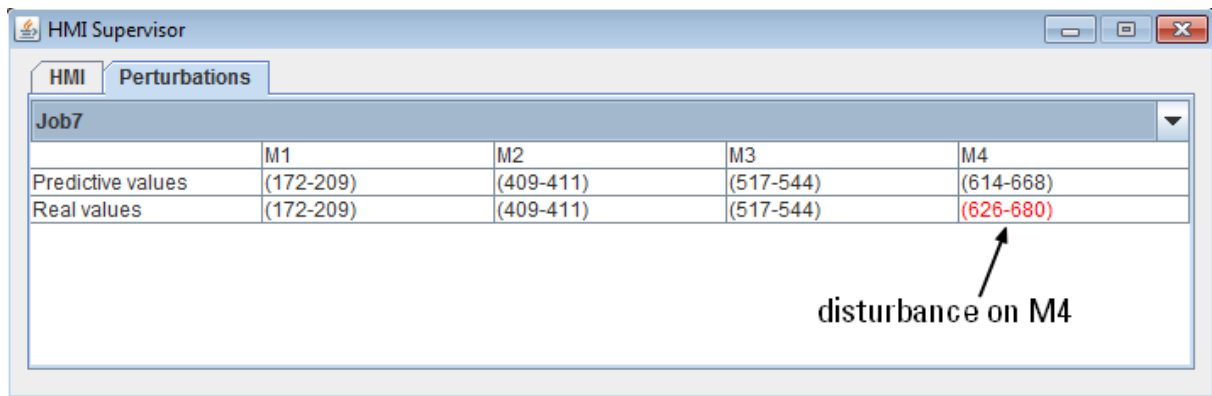 HMI Supervisor
HMI Perturbations
Job7
M1 M2 M3 M4
Predictive values (172-209) (409-411) (517-544) (614-668)
Real values (172-209) (409-411) (517-544) (626-680)
disturbance on M4